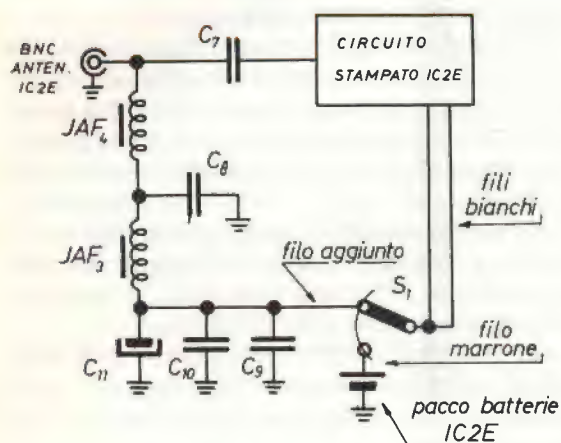 BNC
ANTEN.
IC2E
C7
CIRCUITO
STAMPATO IC2E
JAF4
C8
fili
bianchi
JAF3
filo aggiunto
S1
filo
marrone
C11
C10
C9
pacco batterie
IC2E